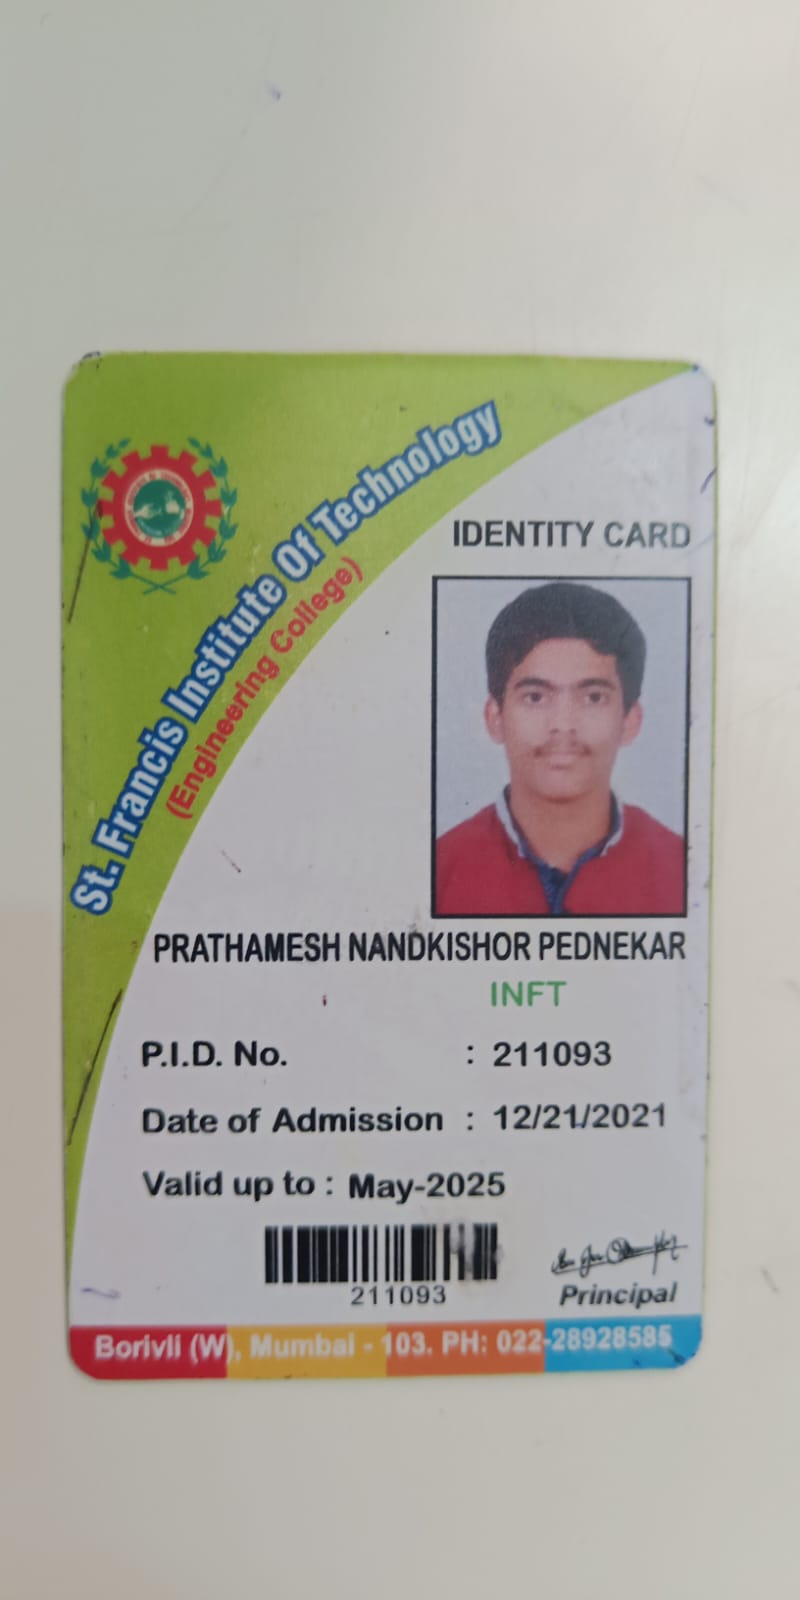 St. Francis Institute Of Technology
(Engineering College)
IDENTITY CARD
PRATHAMESH NANDKISHOR PEDNEKAR
INFT
P.I.D. No. : 211093
Date of Admission : 12/21/2021
Valid up to : May-2025
211093
Principal
Borivli (W), Mumbai - 103. PH: 022-28928585